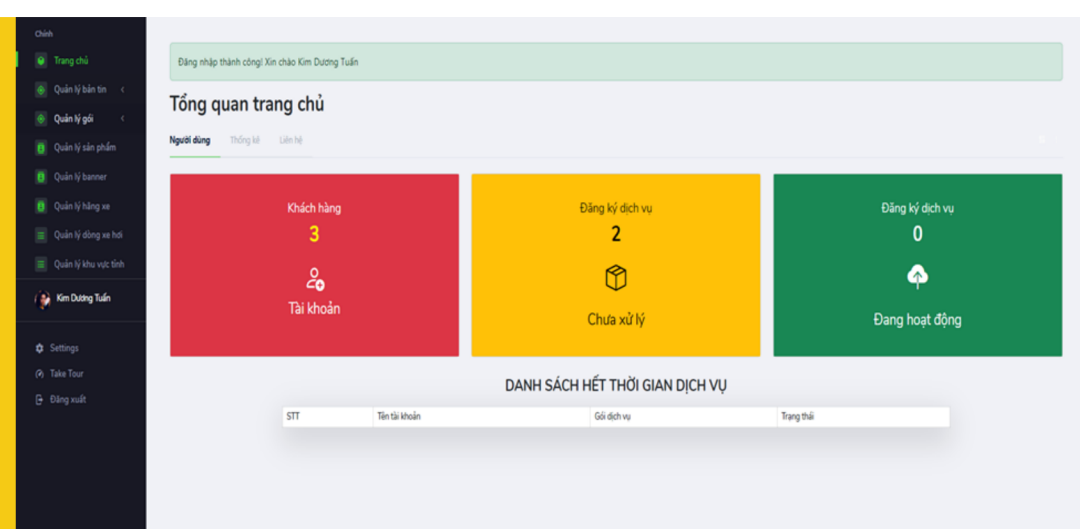 Chính
Trang chủ
Quản lý bản tin
Quản lý gói
Quản lý sản phẩm
Quản lý banner
Quản lý hãng xe
Quản lý dòng xe hơi
Quản lý khu vực tỉnh
Kim Dương Tuấn
Settings
Take Tour
Đăng xuất
Đăng nhập thành công! Xin chào Kim Dương Tuấn
Tổng quan trang chủ
Người dùng Thống kê Liên hệ
Khách hàng
3
Tài khoản
Đăng ký dịch vụ
2
Chưa xử lý
Đăng ký dịch vụ
0
Đang hoạt động
DANH SÁCH HẾT THỜI GIAN DỊCH VỤ
STT Tên tài khoản Gói dịch vụ Trạng thái